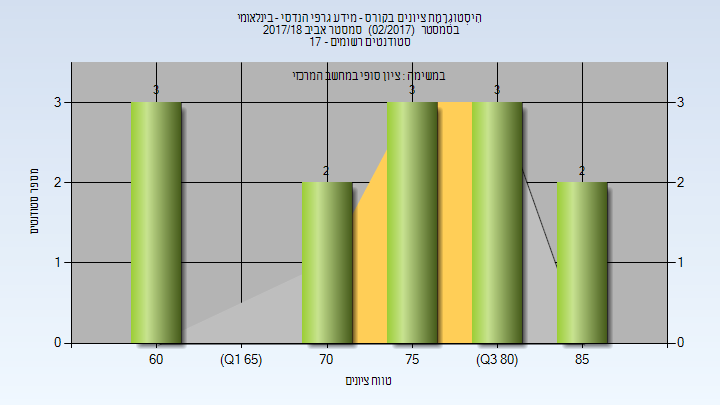 היסטוגרמת ציונים בקורס - מידע גרפי הנדסי - בינלאומי
בסמסטר (02/2017) סמסטר אביב 2017/18
סטודנטים רשומים - 17
במשימה : ציון סופי במחשב המרכזי
3 3 3
2 2
3 3
2 2
1 1
0 0
מספר סטודנטים
60 (Q1 65) 70 75 (Q3 80) 85
טווח ציונים